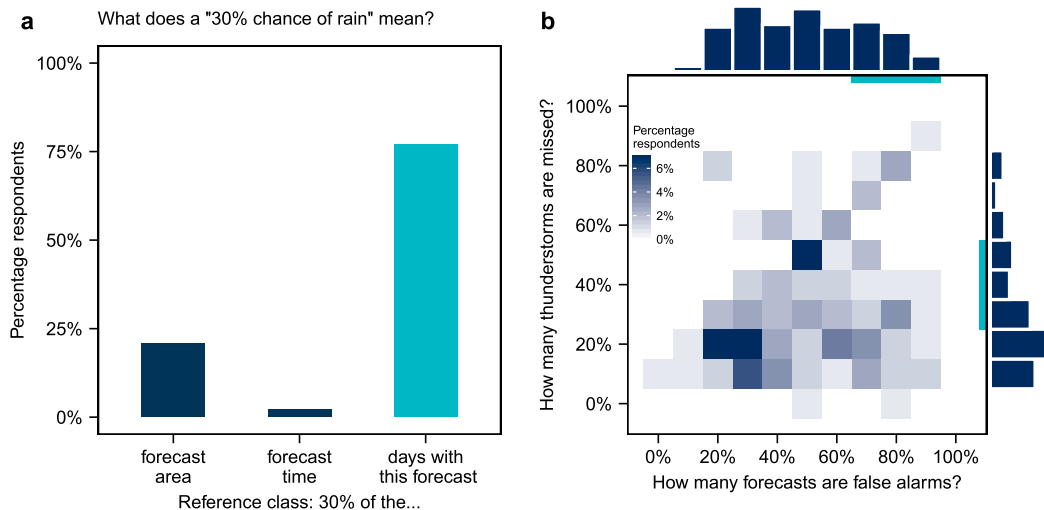 a
What does a "30% chance of rain" mean?
Percentage respondents
100%
75%
50%
25%
0%
forecast
area
forecast
time
days with
this forecast
Reference class: 30% of the...
b
How many thunderstorms are missed?
100%
80%
60%
40%
20%
0%
Percentage
respondents
6%
4%
2%
0%
0%
20%
40%
60%
80%
100%
How many forecasts are false alarms?